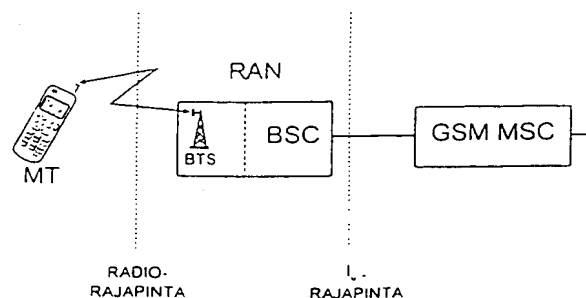 RAN
MT
BTS
BSC
GSM MSC
RADIO-
RAJAPINTA
RAJAPINTA